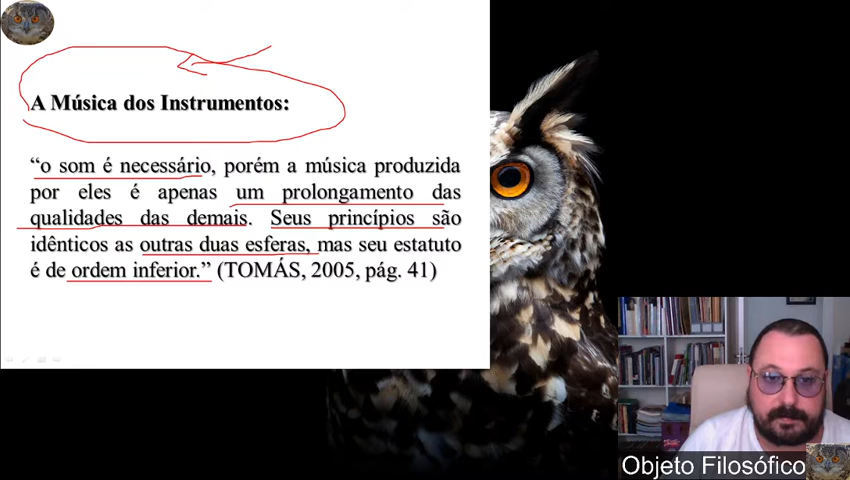 A Música dos Instrumentos:
“o som é necessário, porém a música produzida
por eles é apenas um prolongamento das
qualidades das demais. Seus princípios são
idênticos as outras duas esferas, mas seu estatuto
é de ordem inferior.” (TOMÁS, 2005, pág. 41)
Objeto Filosófico